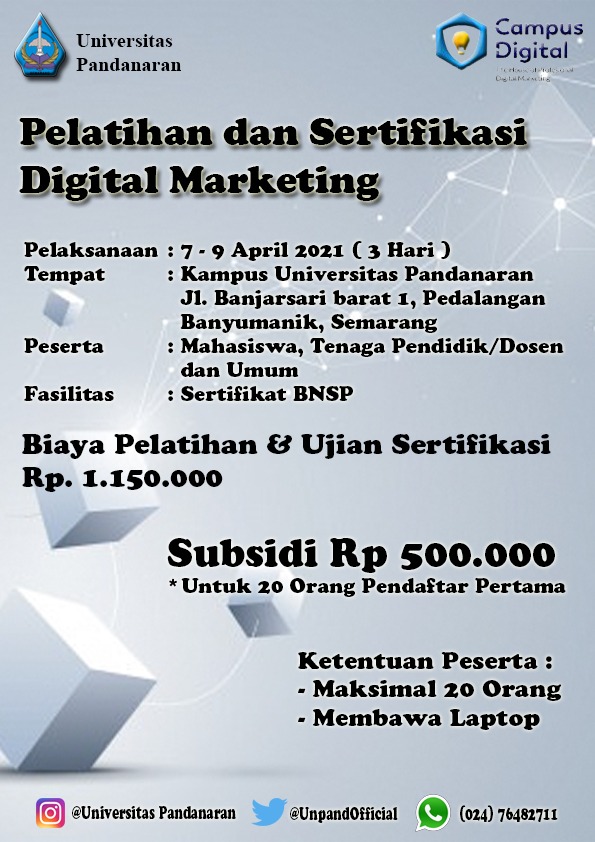 Universitas
Pandanaran
Campus
Digital
Digital Marketing
Pelatihan dan Sertifikasi
Digital Marketing
Pelaksanaan : 7 - 9 April 2021 ( 3 Hari )
Tempat : Kampus Universitas Pandanaran
Jl. Banjarsari barat 1, Pedalangan
Banyumanik, Semarang
Peserta : Mahasiswa, Tenaga Pendidik/Dosen
dan Umum
Fasilitas : Sertifikat BNSP
Biaya Pelatihan & Ujian Sertifikasi
Rp. 1.150.000
Subsidi Rp 500.000
* Untuk 20 Orang Pendaftar Pertama
Ketentuan Peserta :
- Maksimal 20 Orang
- Membawa Laptop
@Universitas Pandanaran @UnpandOfficial (024) 76482711